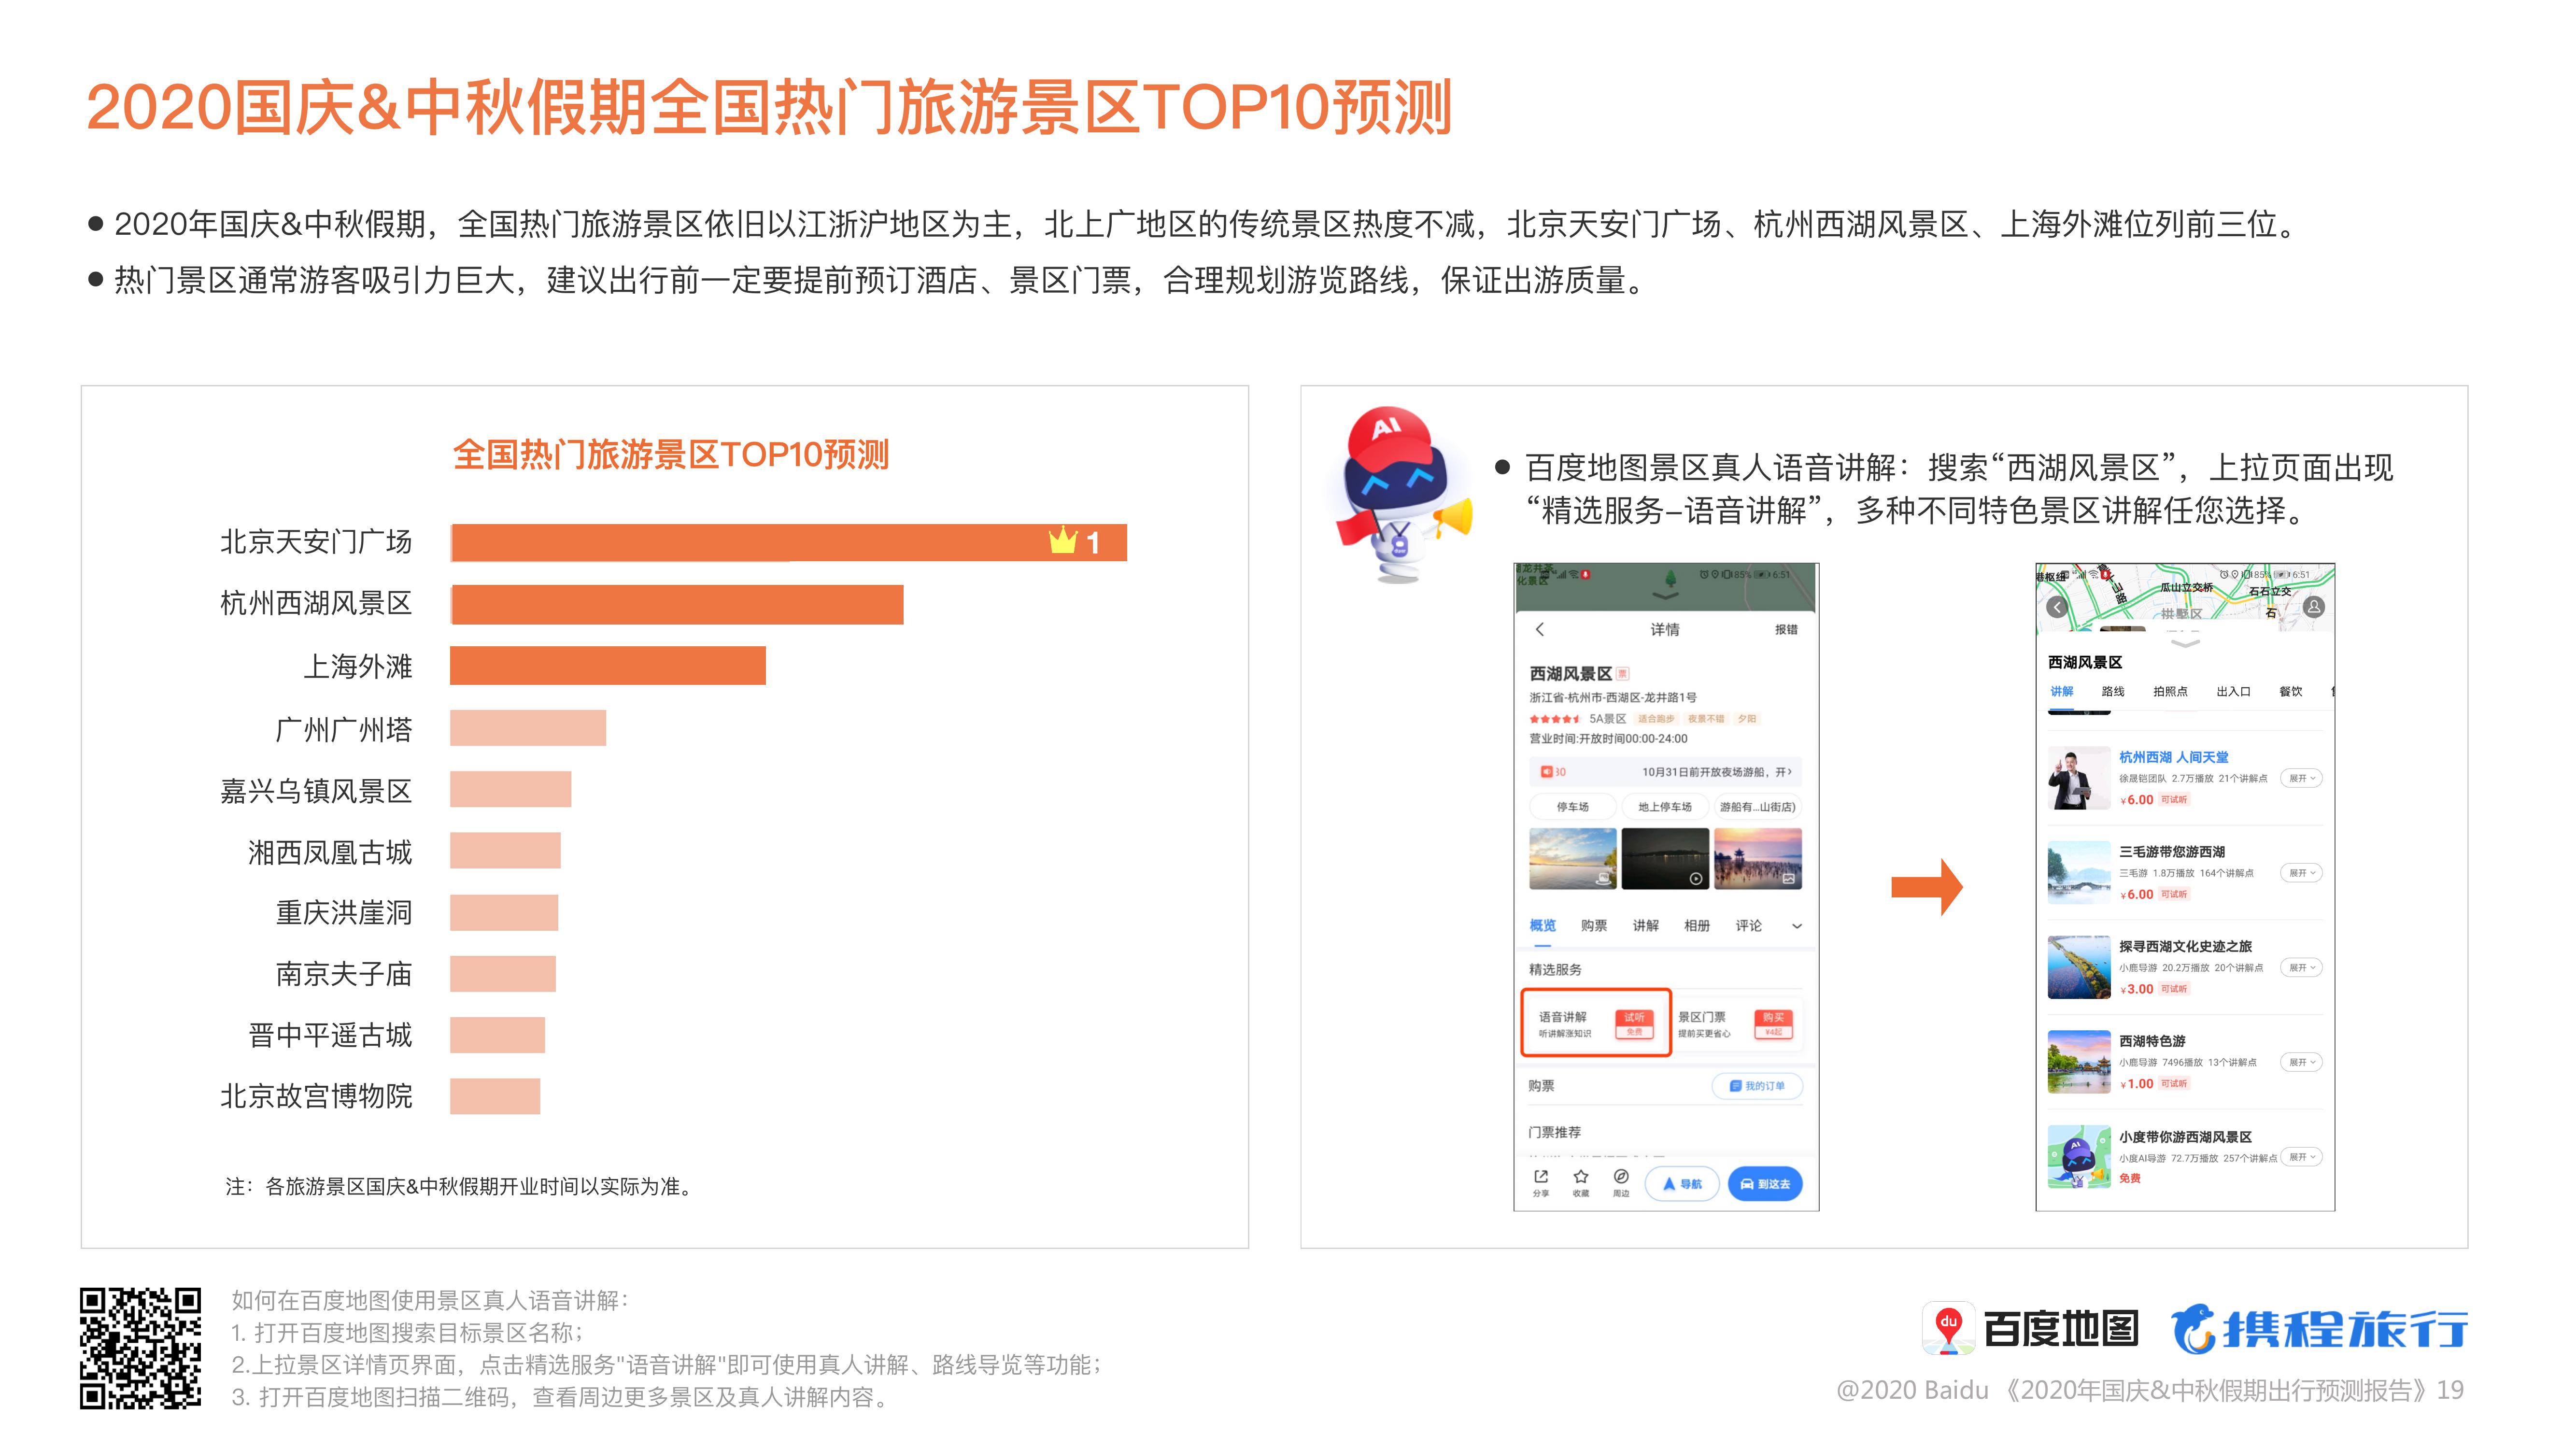 2020国庆&中秋假期全国热门旅游景区TOP10预测
● 2020年国庆&中秋假期，全国热门旅游景区依旧以江浙沪地区为主，北上广地区的传统景区热度不减，北京天安门广场、杭州西湖风景区、上海外滩位列前三位。
● 热门景区通常游客吸引力巨大，建议出行前一定要提前预订酒店、景区门票，合理规划游览路线，保证出游质量。
全国热门旅游景区TOP10预测
北京天安门广场
1
杭州西湖风景区
上海外滩
广州广州塔
嘉兴乌镇风景区
湘西凤凰古城
重庆洪崖洞
南京夫子庙
晋中平遥古城
北京故宫博物院
注：各旅游景区国庆&中秋假期开业时间以实际为准。
AI
● 百度地图景区真人语音讲解：搜索“西湖风景区”，上拉页面出现
“精选服务-语音讲解”，多种不同特色景区讲解任您选择。
化景区
85% 6:51
详情
报错
西湖风景区 票
浙江省-杭州市-西湖区-龙井路1号
5A景区 适合跑步 夜景不错 夕阳
营业时间:开放时间00:00-24:00
30 10月31日前开放夜场游船，开
停车场 地上停车场 游船有...山街店)
概览 购票 讲解 相册 评论
精选服务
语音讲解 试听
听讲解涨知识 免费
景区门票 购买
提前买更省心 ¥4起
购票 我的订单
门票推荐
分享 收藏 周边 导航 到这去
85% 6:51
瓜山立交桥
石石立交
拱墅区
石
西湖风景区
讲解 路线 拍照点 出入口 餐饮
杭州西湖 人间天堂
徐晟铠团队 2.7万播放 21个讲解点 展开
¥6.00 可试听
三毛游带您游西湖
三毛游 1.8万播放 164个讲解点 展开
¥6.00 可试听
探寻西湖文化史迹之旅
小鹿导游 20.2万播放 20个讲解点 展开
¥3.00 可试听
西湖特色游
小鹿导游 7496播放 13个讲解点 展开
¥1.00 可试听
AI
小度带你游西湖风景区
小度AI导游 72.7万播放 257个讲解点 展开
免费
如何在百度地图使用景区真人语音讲解：
1. 打开百度地图搜索目标景区名称；
2.上拉景区详情页界面，点击精选服务"语音讲解"即可使用真人讲解、路线导览等功能；
3. 打开百度地图扫描二维码，查看周边更多景区及真人讲解内容。
du 百度地图 携程旅行
@2020 Baidu 《2020年国庆&中秋假期出行预测报告》19